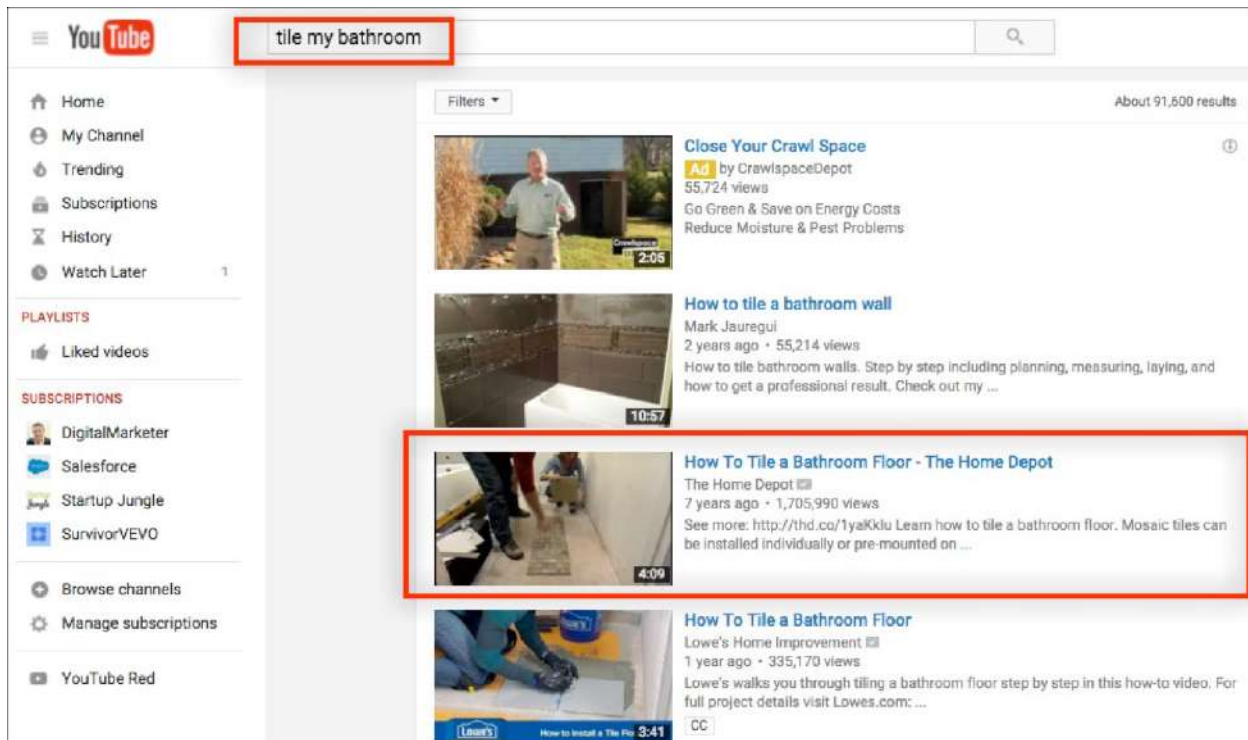 YouTube
tile my bathroom
Home
My Channel
Trending
Subscriptions
History
Watch Later 1
PLAYLISTS
Liked videos
SUBSCRIPTIONS
DigitalMarketer
Salesforce
Startup Jungle
SurvivorVEVO
Browse channels
Manage subscriptions
YouTube Red
Filters
About 91,600 results
Close Your Crawl Space
Ad by CrawlspaceDepot
55,724 views
Go Green & Save on Energy Costs
Reduce Moisture & Pest Problems
Crawlspace
2:05
How to tile a bathroom wall
Mark Jauregui
2 years ago • 55,214 views
How to tile bathroom walls. Step by step including planning, measuring, laying, and
how to get a professional result. Check out my ...
10:57
How To Tile a Bathroom Floor - The Home Depot
The Home Depot
7 years ago • 1,705,990 views
See more: http://thd.co/1yaKklu Learn how to tile a bathroom floor. Mosaic tiles can
be installed individually or pre-mounted on ...
4:09
How To Tile a Bathroom Floor
Lowe's Home Improvement
1 year ago • 335,170 views
Lowe's walks you through tiling a bathroom floor step by step in this how-to video. For
full project details visit Lowes.com: ...
CC
Lowe's
How to Install a Tile Flo
3:41